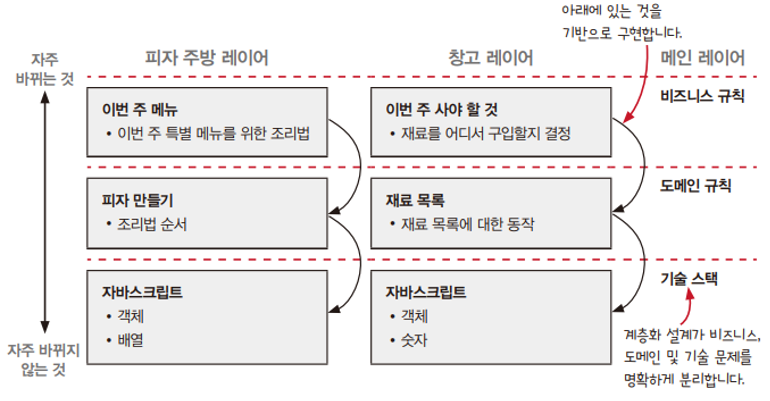 아래에 있는 것을
기반으로 구현합니다.
자주
바뀌는 것
피자 주방 레이어
창고 레이어
메인 레이어
비즈니스 규칙
이번 주 메뉴
• 이번 주 특별 메뉴를 위한 조리법
이번 주 사야 할 것
• 재료를 어디서 구입할지 결정
도메인 규칙
피자 만들기
• 조리법 순서
재료 목록
• 재료 목록에 대한 동작
기술 스택
자바스크립트
• 객체
• 배열
자바스크립트
• 객체
• 숫자
자주 바뀌지
않는 것
계층화 설계가 비즈니스,
도메인 및 기술 문제를
명확하게 분리합니다.